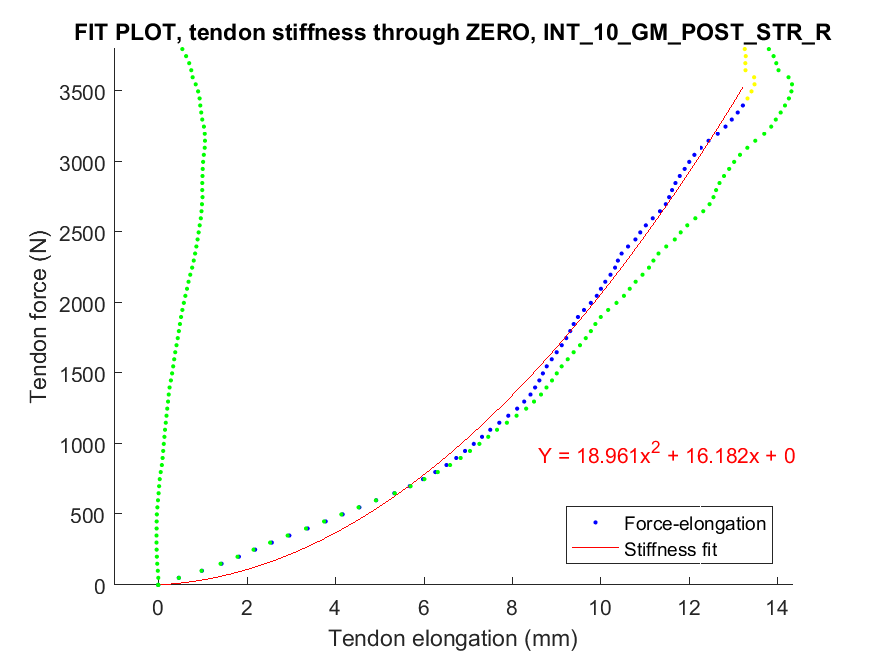 FIT PLOT, tendon stiffness through ZERO, INT_10_GM_POST_STR_R
3500
3000
2500
2000
1500
1000
500
0
Tendon force (N)
Y = 18.961x² + 16.182x + 0
Force-elongation
Stiffness fit
0 2 4 6 8 10 12 14
Tendon elongation (mm)